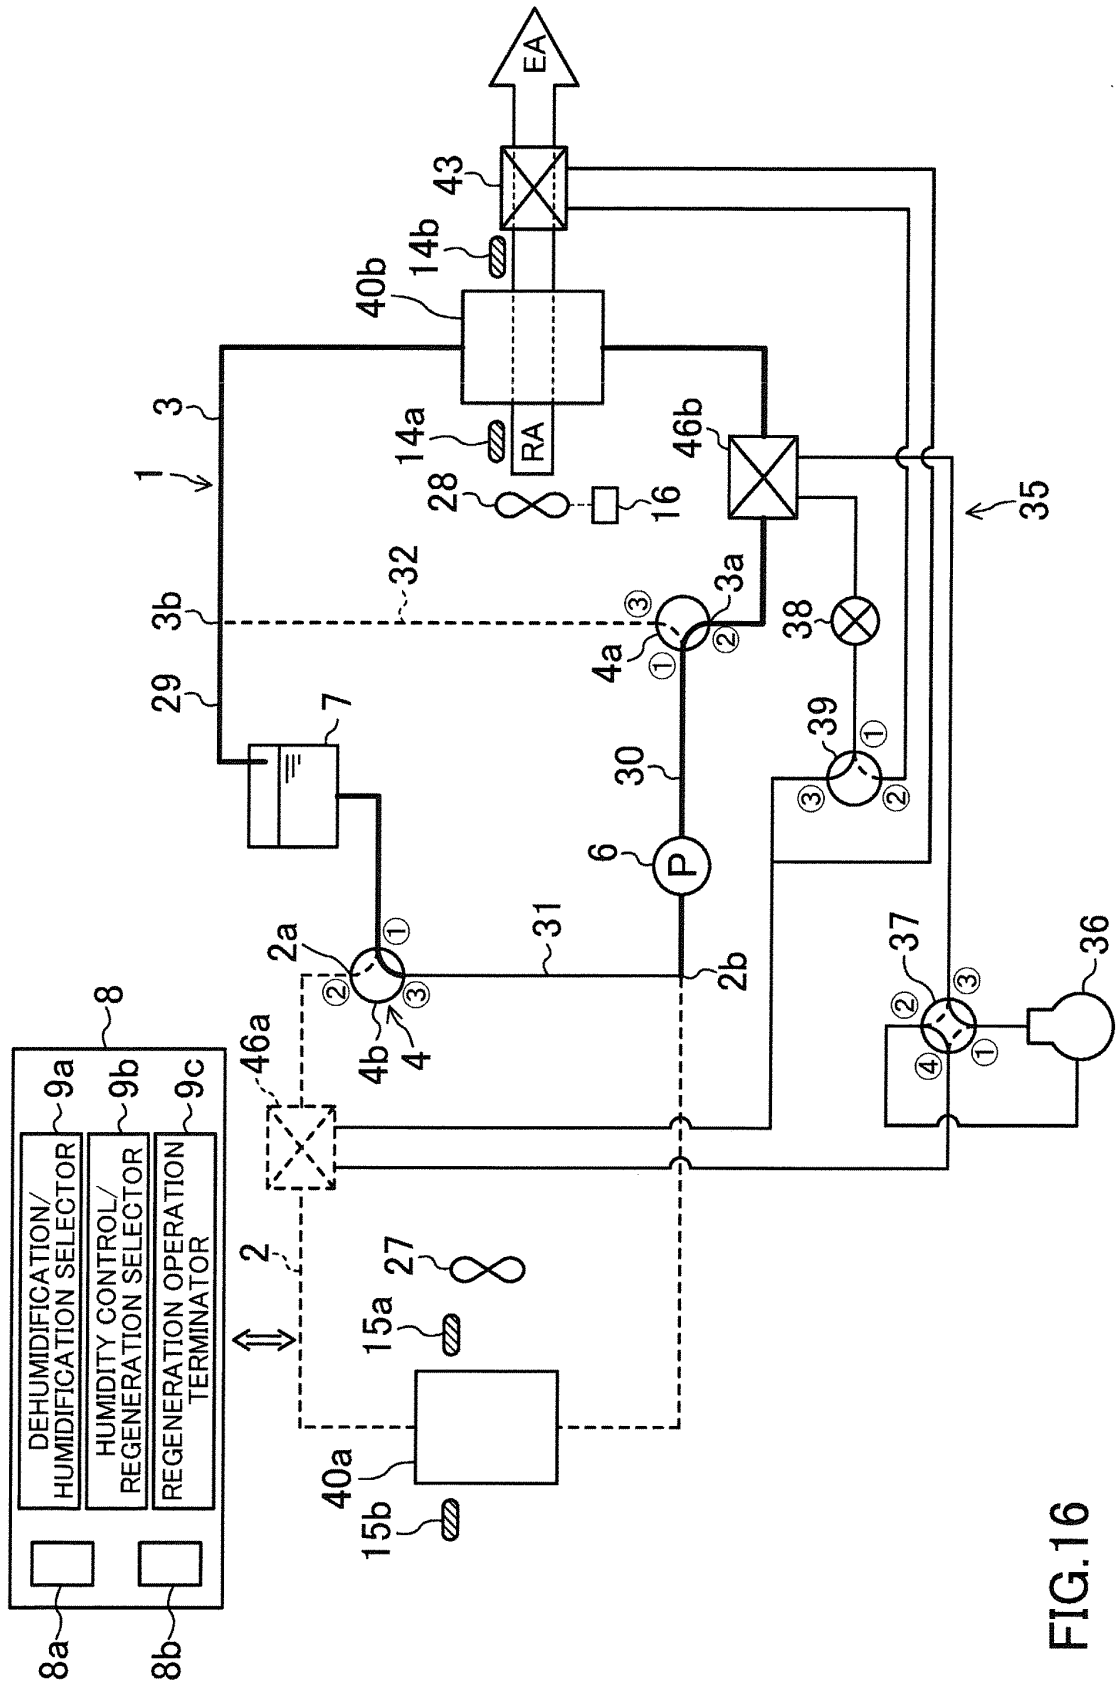 FIG.16
8
8a
8b
DEHUMIDIFICATION/
HUMIDIFICATION SELECTOR
9a
HUMIDITY CONTROL/
REGENERATION SELECTOR
9b
REGENERATION OPERATION
TERMINATOR
9c
1
3
3b
29
7
2a
①
②
③
4b
4
46a
2
15b
40a
15a
27
31
2b
6
P
30
32
4a
①
②
③
3a
28
16
14a
RA
40b
14b
43
EA
46b
38
39
①
②
③
35
37
①
②
③
④
36